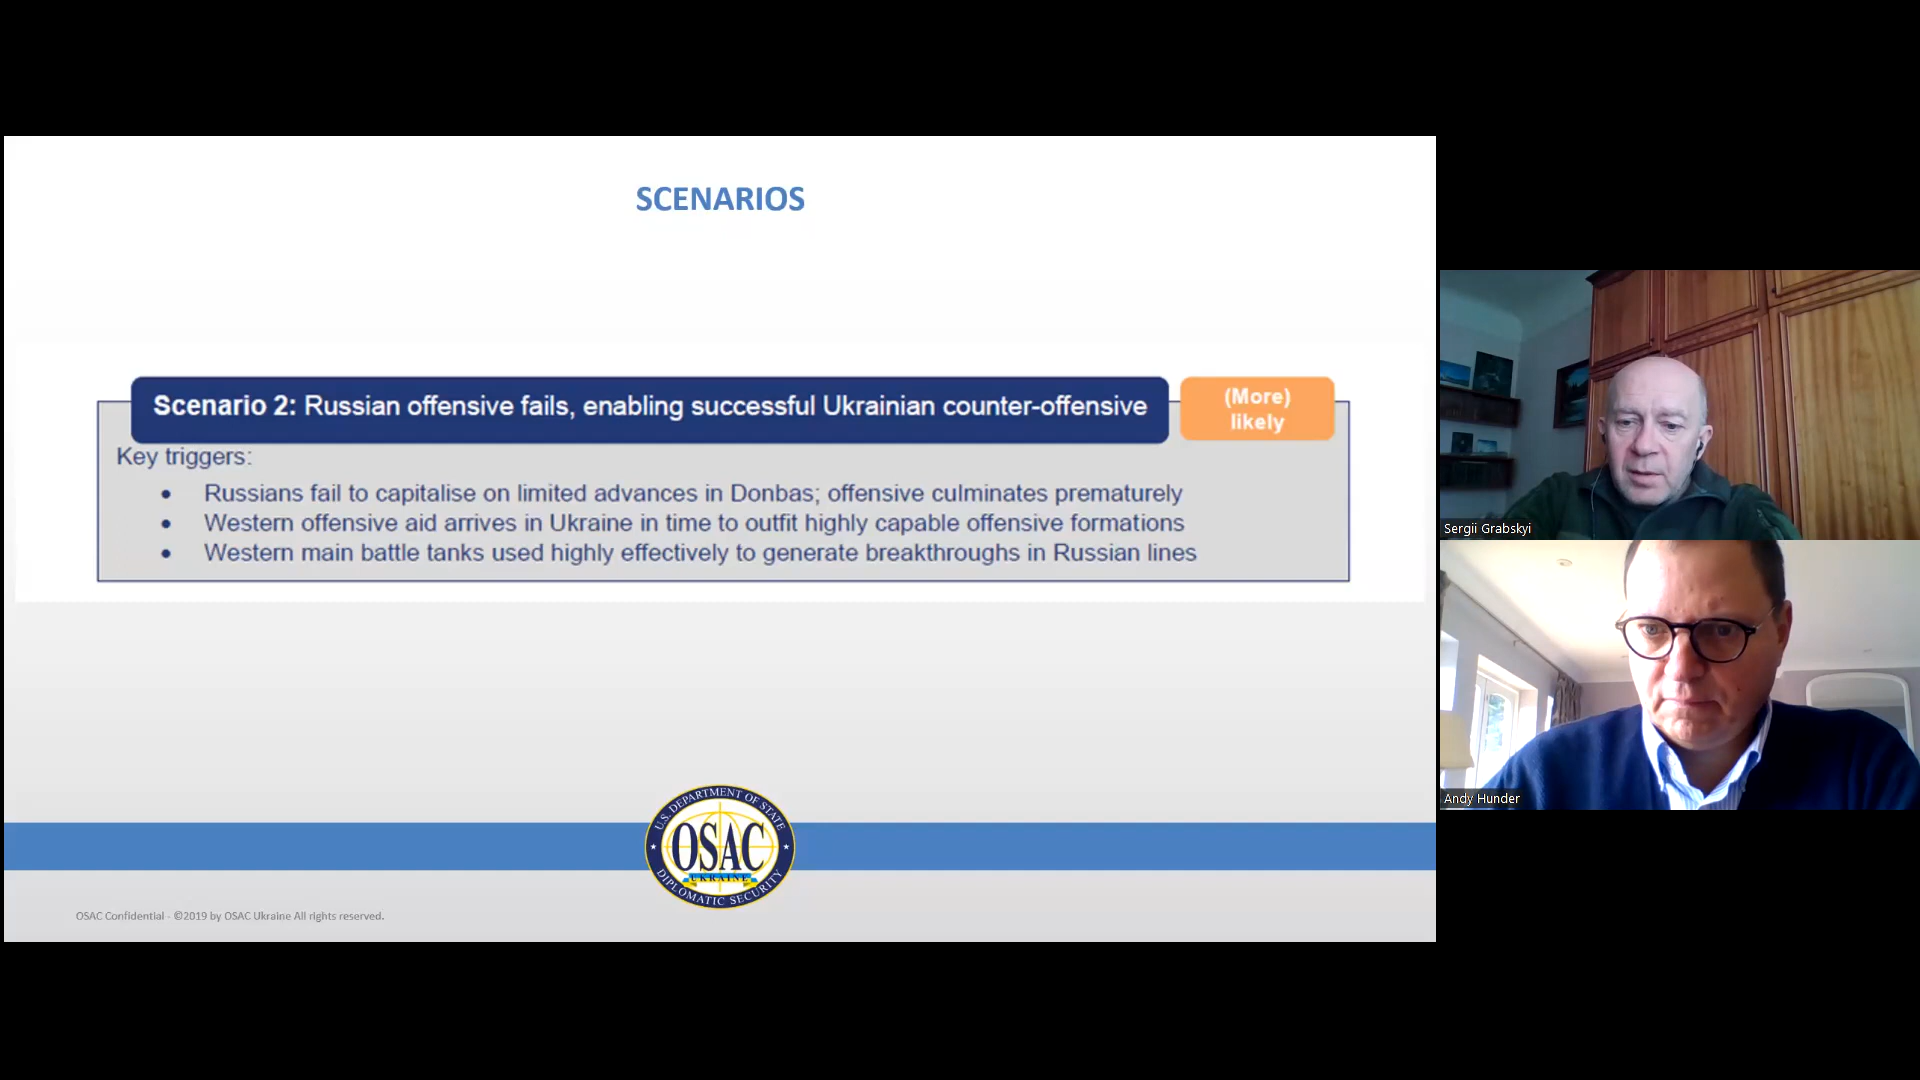 SCENARIOS
Scenario 2: Russian offensive fails, enabling successful Ukrainian counter-offensive
(More)
likely
Key triggers:
• Russians fail to capitalise on limited advances in Donbas; offensive culminates prematurely
• Western offensive aid arrives in Ukraine in time to outfit highly capable offensive formations
• Western main battle tanks used highly effectively to generate breakthroughs in Russian lines
U.S. DEPARTMENT OF STATE
OSAC
UKRAINE
DIPLOMATIC SECURITY
OSAC Confidential - ©2019 by OSAC Ukraine All rights reserved.
Sergii Grabskyi
Andy Hunder